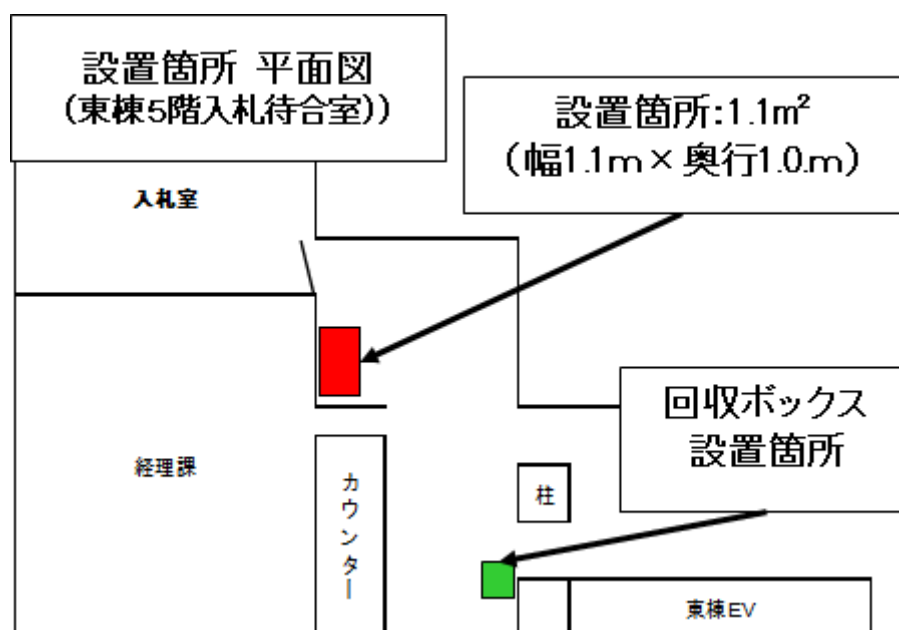 設置箇所 平面図
(東棟5階入札待合室))
設置箇所:1.1㎡
(幅1.1m×奥行1.0.m)
入札室
回収ボックス
設置箇所
経理課
カウンター
柱
東棟EV